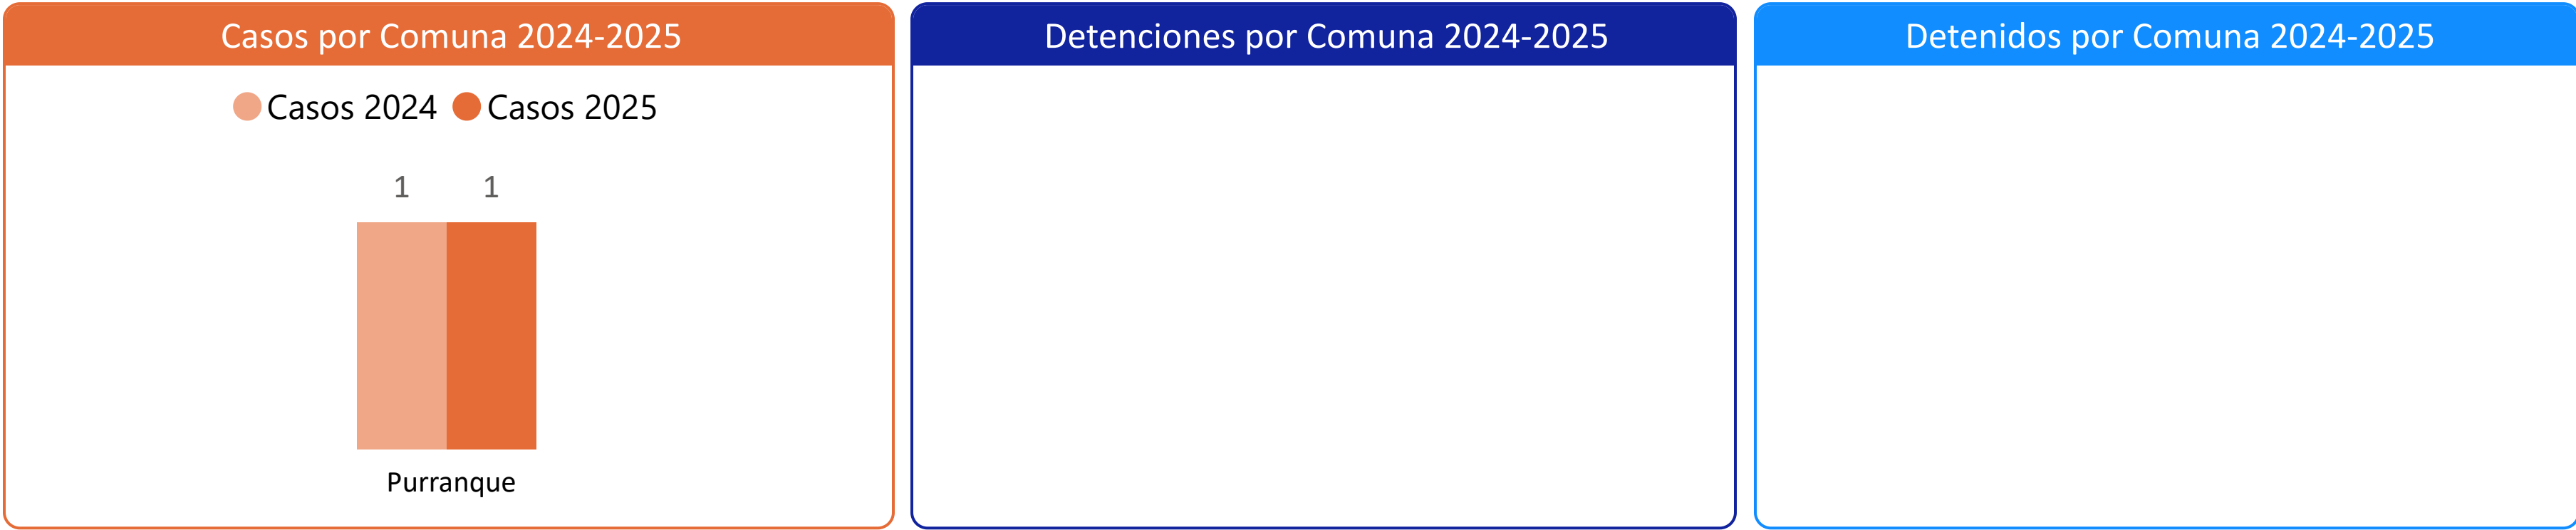 Casos por Comuna 2024-2025
Casos 2024 Casos 2025
1 1
Purranque
Detenciones por Comuna 2024-2025
Detenidos por Comuna 2024-2025